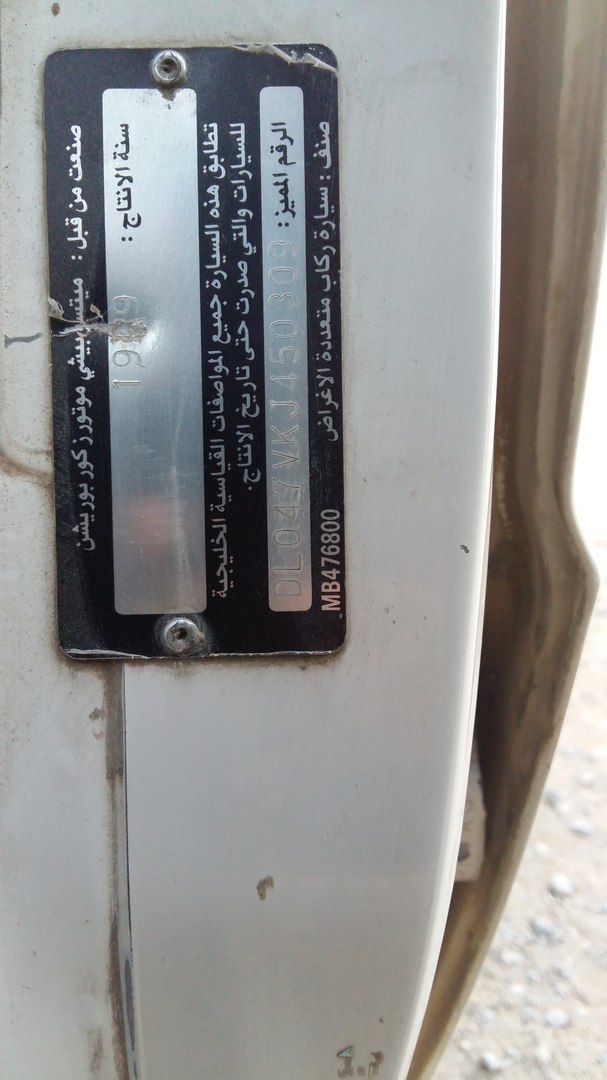 صنعت من قبل : ميتسوبيشي موتورز كوربوريشن
سنة الانتاج : 1989
تطابق هذه السيارة جميع المواصفات القياسية الخليجية
للسيارات والتي صدرت حتى تاريخ الانتاج.
الرقم المميز : DL047VKJ450309
صنف : سيارة ركاب متعددة الاغراض MB476800